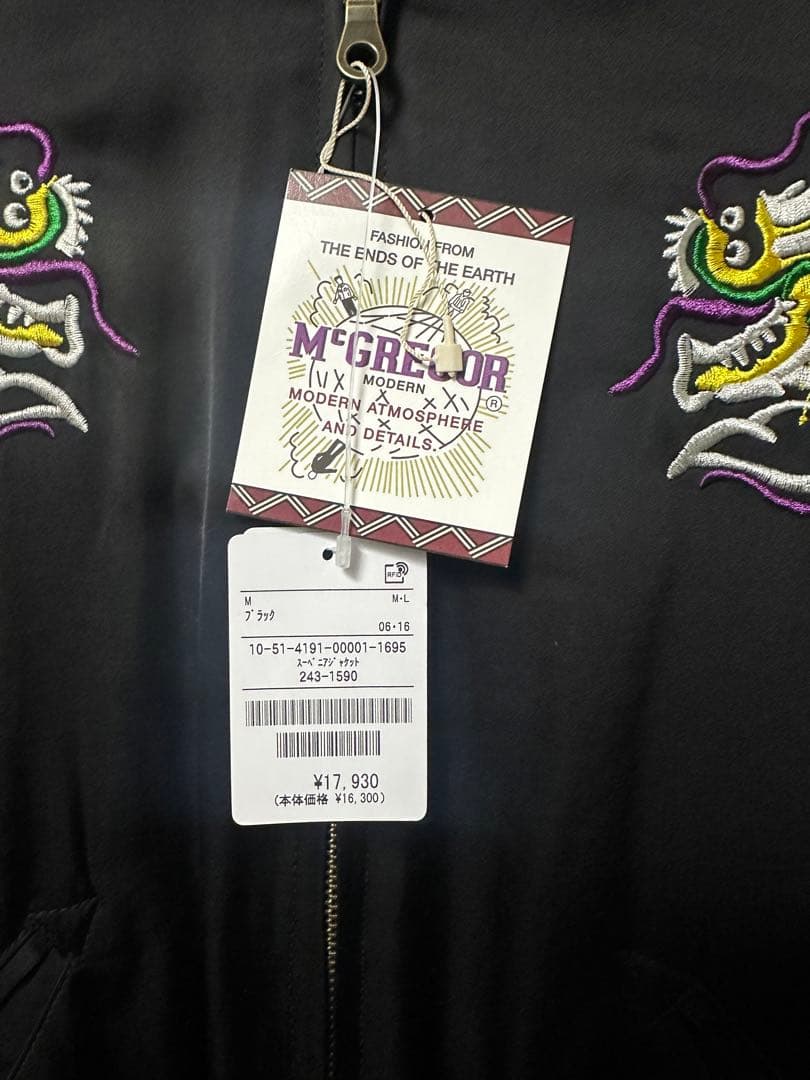 FASHION FROM
THE ENDS OF THE EARTH
McGREGOR
MODERN
®
MODERN ATMOSPHERE
AND DETAILS.
RFID
M M・L
ブラック
06・16
10-51-4191-00001-1695
スーベニアジャケット
243-1590
¥17,930
(本体価格 ¥16,300)